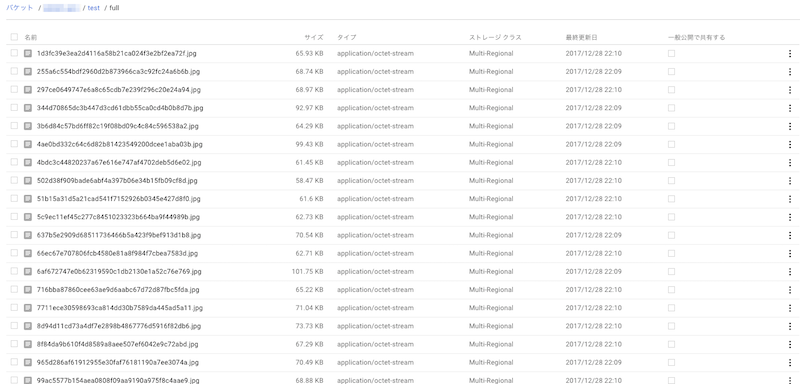 バケット / / test / full
名前 サイズ タイプ ストレージ クラス 最終更新日 一般公開で共有する
1d3fc39e3ea2d4116a58b21ca024f3e2bf2ea72f.jpg 65.93 KB application/octet-stream Multi-Regional 2017/12/28 22:10
255a6c554bdf2960d2b873966ca3c92fc24a6b6b.jpg 68.74 KB application/octet-stream Multi-Regional 2017/12/28 22:09
297ce0649747e6a8c65cdb7e239f296c20e24a94.jpg 68.97 KB application/octet-stream Multi-Regional 2017/12/28 22:10
344d70865dc3b447d3cd61dbb55ca0cd4b0b8d7b.jpg 92.97 KB application/octet-stream Multi-Regional 2017/12/28 22:10
3b6d84c57bd6ff82c19f08bd09c4c84c596538a2.jpg 64.29 KB application/octet-stream Multi-Regional 2017/12/28 22:10
4ae0bd332c64c6d82b81423549200dcee1aba03b.jpg 99.43 KB application/octet-stream Multi-Regional 2017/12/28 22:09
4bdc3c44820237a67e616e747af4702deb5d6e02.jpg 61.45 KB application/octet-stream Multi-Regional 2017/12/28 22:10
502d38f909bade6abf4a397b06e34b15fb09cf8d.jpg 58.47 KB application/octet-stream Multi-Regional 2017/12/28 22:09
51b15a31d5a21cad541f7152926b0345e427d8f0.jpg 61.6 KB application/octet-stream Multi-Regional 2017/12/28 22:10
5c9ec11ef45c277c8451023323b664ba9f44989b.jpg 62.73 KB application/octet-stream Multi-Regional 2017/12/28 22:10
637b5e2909d68511736466b5a423f9bef913d1b8.jpg 70.54 KB application/octet-stream Multi-Regional 2017/12/28 22:09
66ec67e707806fcb4580e81a8f984f7cbea7583d.jpg 62.71 KB application/octet-stream Multi-Regional 2017/12/28 22:10
6af672747e0b62319590c1db2130e1a52c76e769.jpg 101.75 KB application/octet-stream Multi-Regional 2017/12/28 22:09
716bba87860cee63ae9d6aabc67d72d87fbc5fda.jpg 65.22 KB application/octet-stream Multi-Regional 2017/12/28 22:10
7711ece30598693ca814dd30b7589da445ad5a11.jpg 71.04 KB application/octet-stream Multi-Regional 2017/12/28 22:10
8d94d11cd73a4df7e2898b4867776d5916f82db6.jpg 73.73 KB application/octet-stream Multi-Regional 2017/12/28 22:10
8f84da9b610f4d8589a8aee507ef6042e9c72abd.jpg 67.29 KB application/octet-stream Multi-Regional 2017/12/28 22:10
965d286af61912955e30faf76181190a7ee3074a.jpg 70.49 KB application/octet-stream Multi-Regional 2017/12/28 22:09
99ac5577b154aea0808f09aa9190a975f8c4aae9.jpg 68.88 KB application/octet-stream Multi-Regional 2017/12/28 22:10